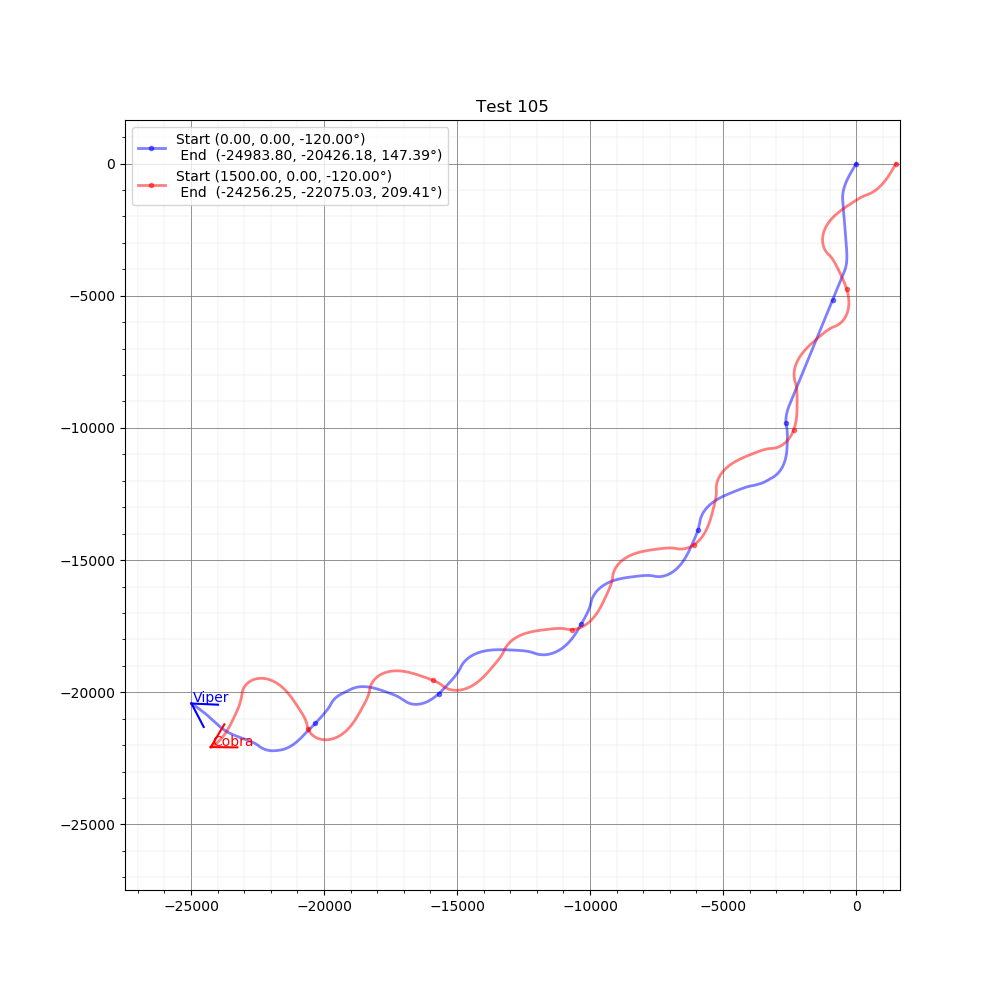 Test 105
Start (0.00, 0.00, -120.00°)
End (-24983.80, -20426.18, 147.39°)
Start (1500.00, 0.00, -120.00°)
End (-24256.25, -22075.03, 209.41°)
0
−5000
−10000
−15000
−20000
−25000
Viper
Cobra
−25000 −20000 −15000 −10000 −5000 0